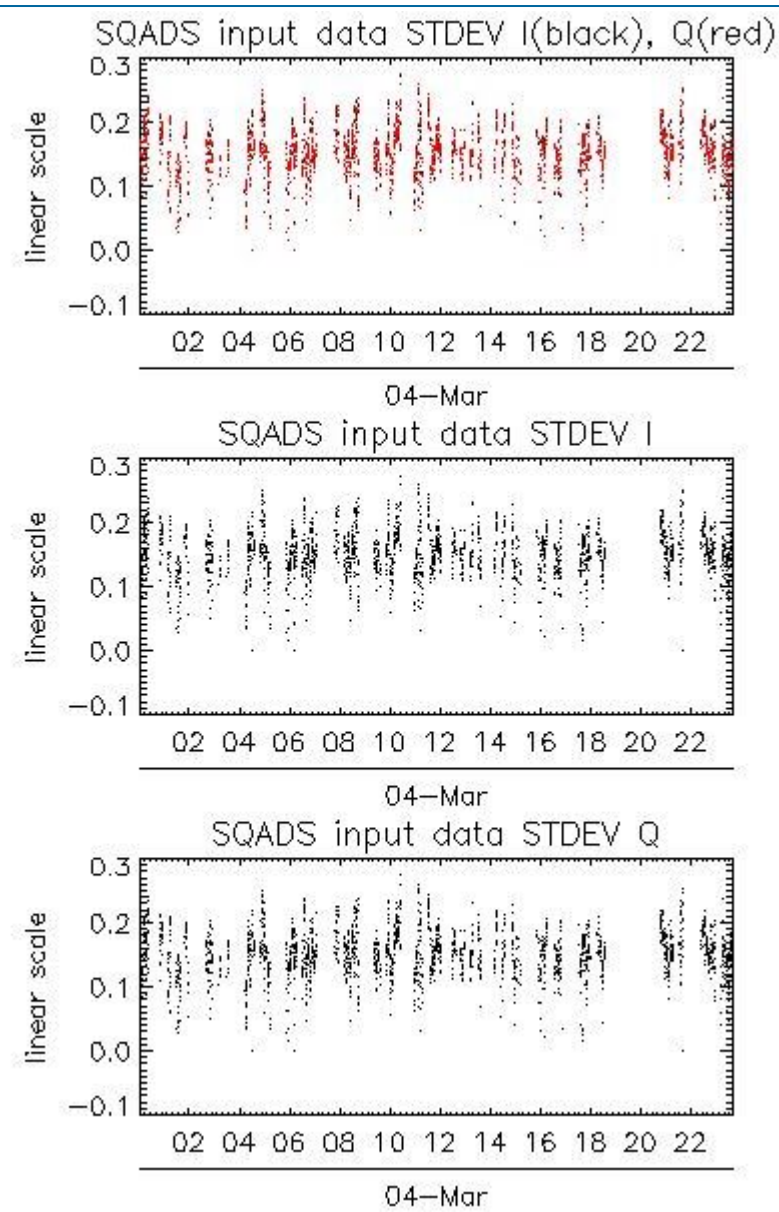 SQADS input data STDEV I(black), Q(red)
0.3
0.2
0.1
0.0
−0.1
linear scale
02 04 06 08 10 12 14 16 18 20 22
04−Mar
SQADS input data STDEV I
0.3
0.2
0.1
0.0
−0.1
linear scale
02 04 06 08 10 12 14 16 18 20 22
04−Mar
SQADS input data STDEV Q
0.3
0.2
0.1
0.0
−0.1
linear scale
02 04 06 08 10 12 14 16 18 20 22
04−Mar